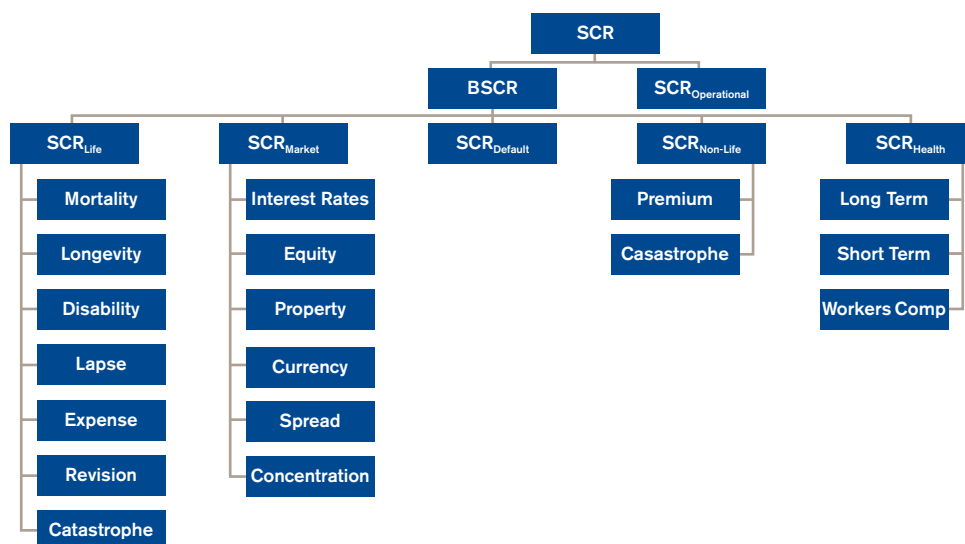 SCR
BSCR
SCROperational
SCRLife
SCRMarket
SCRDefault
SCRNon-Life
SCRHealth
Mortality
Interest Rates
Premium
Long Term
Longevity
Equity
Casastrophe
Short Term
Disability
Property
Workers Comp
Lapse
Currency
Expense
Spread
Revision
Concentration
Catastrophe